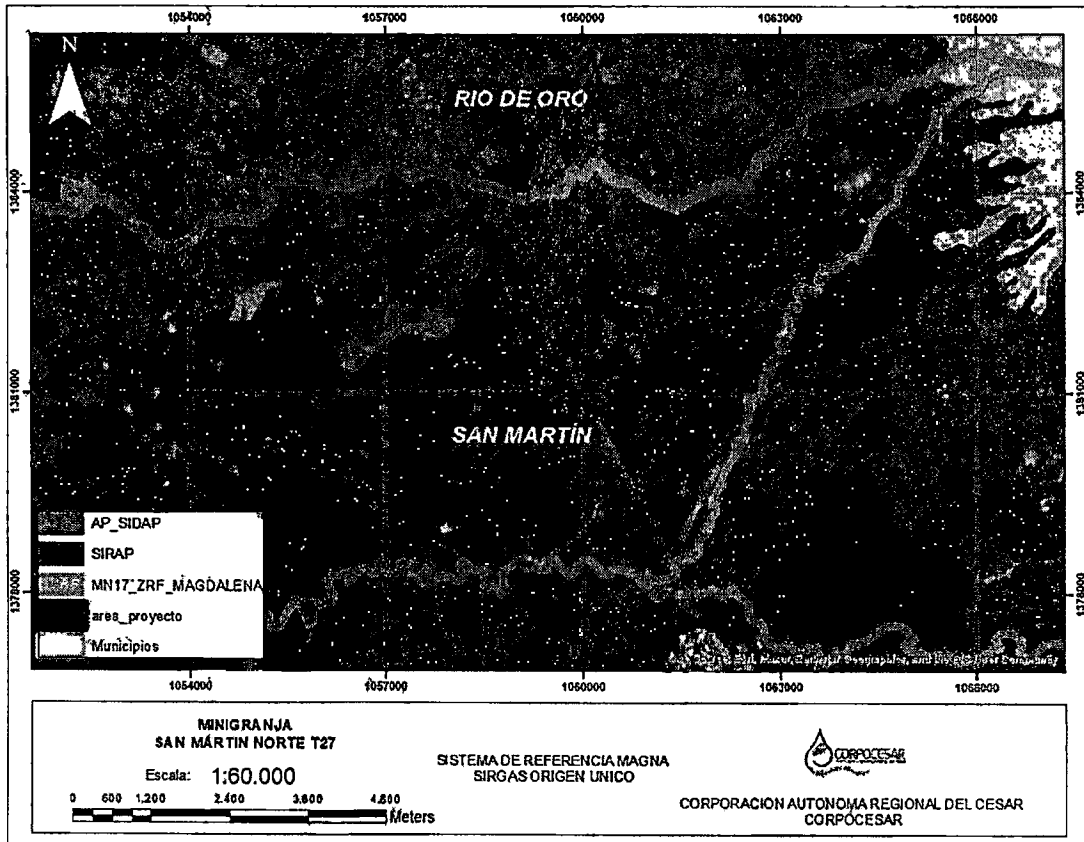 1054000 1057000 1060000 1063000 1066000
N
RIO DE ORO
1384000
1384000
1381000
1381000
SAN MARTÍN
AP_SIDAP
SIRAP
MN17_ZRF_MAGDALENA
area_proyecto
Municipios
1378000
1378000
1054000 1057000 1060000 1063000 1066000
MINIGRANJA
SAN MÁRTIN NORTE T27
Escala: 1:60.000
0 600 1,200 2,400 3,600 4,800
Meters
SISTEMA DE REFERENCIA MAGNA
SIRGAS ORIGEN UNICO
CORPOCESAR
CORPORACION AUTONOMA REGIONAL DEL CESAR
CORPOCESAR